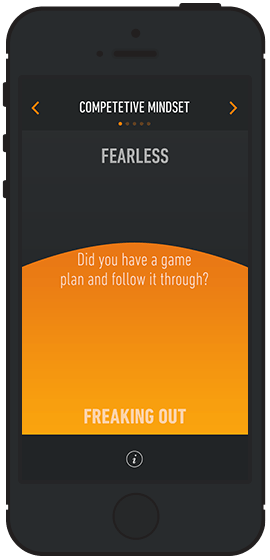 COMPETETIVE MINDSET
FEARLESS
Did you have a game
plan and follow it through?
FREAKING OUT
i